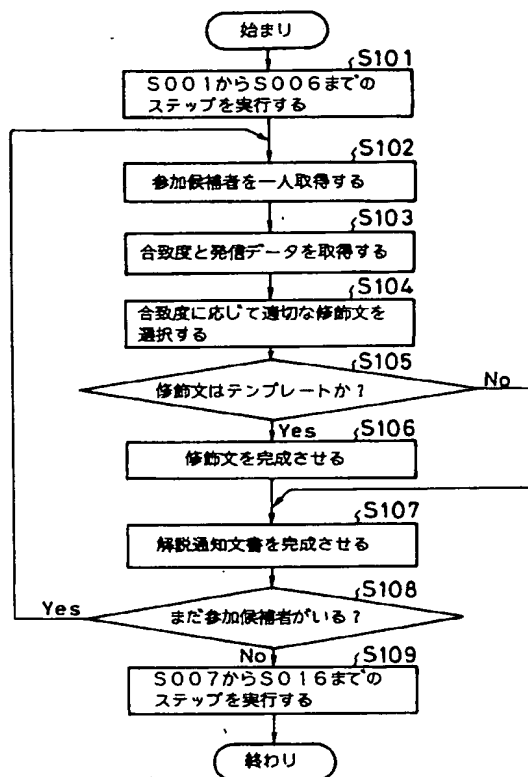 始まり
S101
S001からS006までの
ステップを実行する
S102
参加候補者を一人取得する
S103
合致度と発信データを取得する
S104
合致度に応じて適切な修飾文を
選択する
S105
修飾文はテンプレートか？
No
Yes
S106
修飾文を完成させる
S107
解説通知文書を完成させる
S108
Yes
まだ参加候補者がいる？
No
S109
S007からS016までの
ステップを実行する
終わり